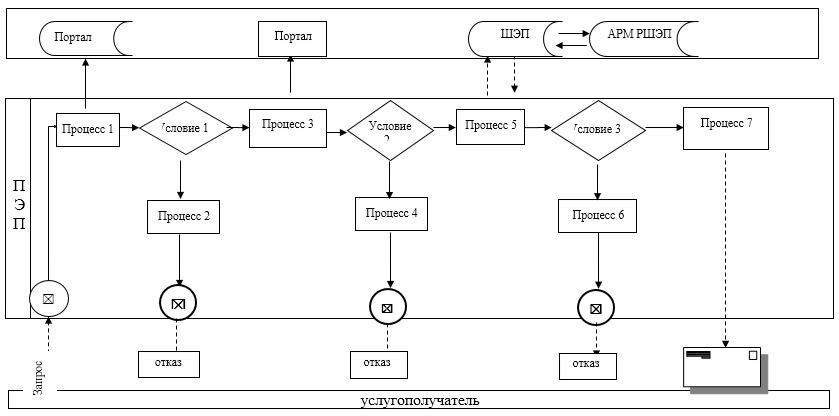 Портал
Портал
ШЭП
АРМ РШЭП
П
Э
П
Процесс 1
Условие 1
Процесс 3
Условие
2
Процесс 5
Условие 3
Процесс 7
Процесс 2
Процесс 4
Процесс 6
отказ
отказ
отказ
Запрос
услугополучатель